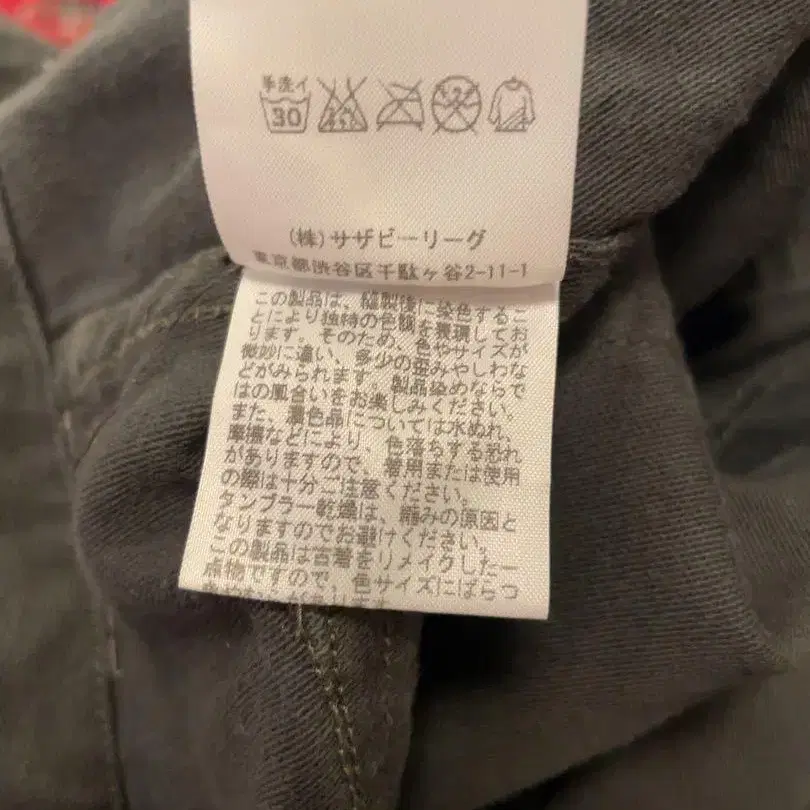 手洗イ
30
(株)サザビーリーグ
東京都渋谷区千駄ヶ谷2-11-1
この製品は、縫製後に染色するこ
とにより独特の色調を表現してお
ります。そのため、色やサイズが
微妙に違い、多少の歪みやしわな
どがみられます。製品染めならで
はの風合いをお楽しみください。
また、濃色品については水ぬれ、
摩擦などにより、色落ちする恐れ
がありますので、着用または使用
の際は十分ご注意ください。
タンブラー乾燥は、縮みの原因と
なりますのでお避けください。
この製品は古着をリメイクした一
点物ですので、色サイズにばらつ